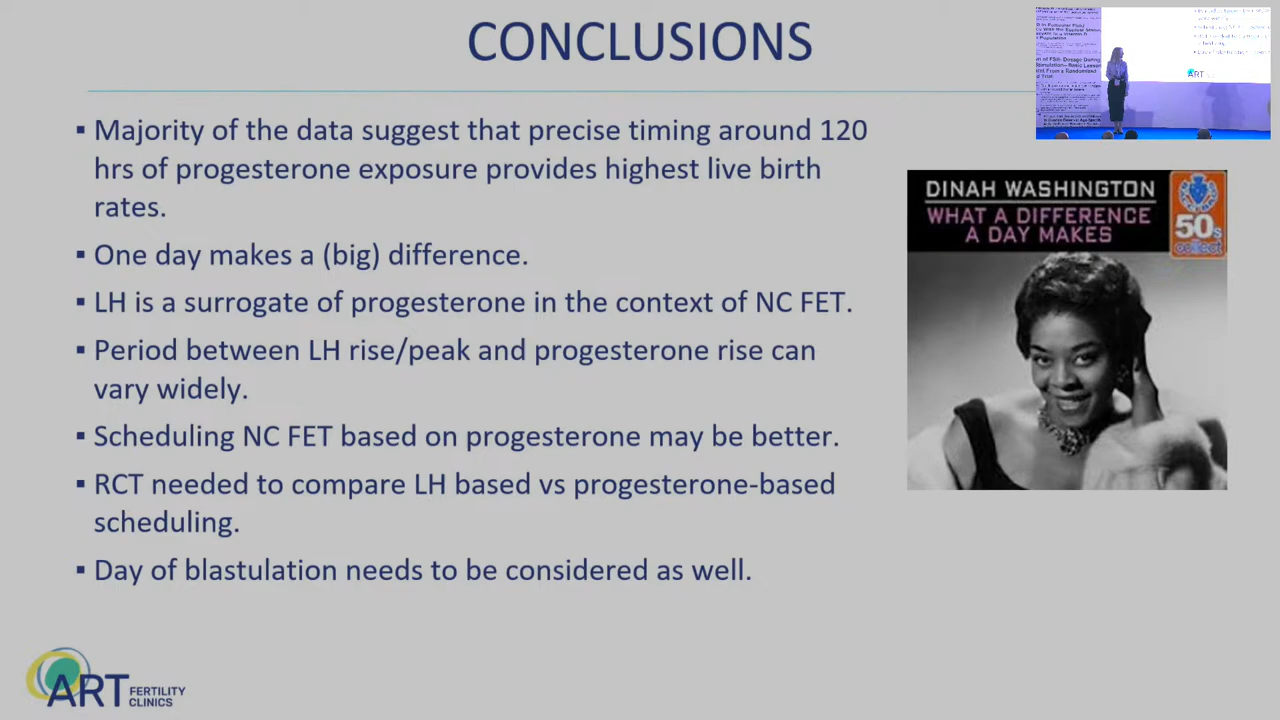 CONCLUSIONS
▪ Majority of the data suggest that precise timing around 120
hrs of progesterone exposure provides highest live birth
rates.
▪ One day makes a (big) difference.
▪ LH is a surrogate of progesterone in the context of NC FET.
▪ Period between LH rise/peak and progesterone rise can
vary widely.
▪ Scheduling NC FET based on progesterone may be better.
▪ RCT needed to compare LH based vs progesterone-based
scheduling.
▪ Day of blastulation needs to be considered as well.
DINAH WASHINGTON
WHAT A DIFFERENCE
A DAY MAKES
50s
collect
ART FERTILITY
CLINICS
ART